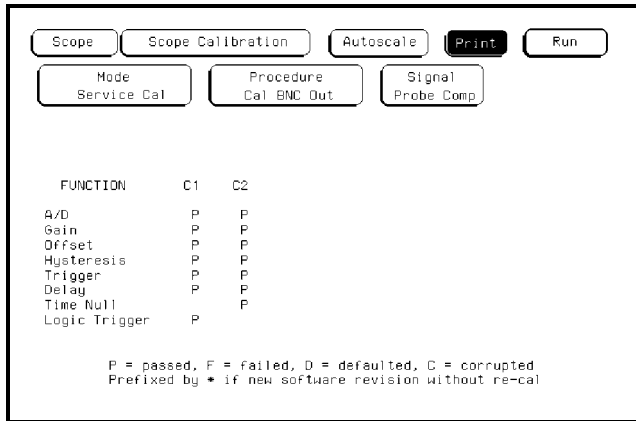 Scope Scope Calibration Autoscale Print Run
Mode Procedure Signal
Service Cal Cal BNC Out Probe Comp
FUNCTION C1 C2
A/D P P
Gain P P
Offset P P
Hysteresis P P
Trigger P P
Delay P P
Time Null P
Logic Trigger P
P = passed, F = failed, D = defaulted, C = corrupted
Prefixed by * if new software revision without re-cal